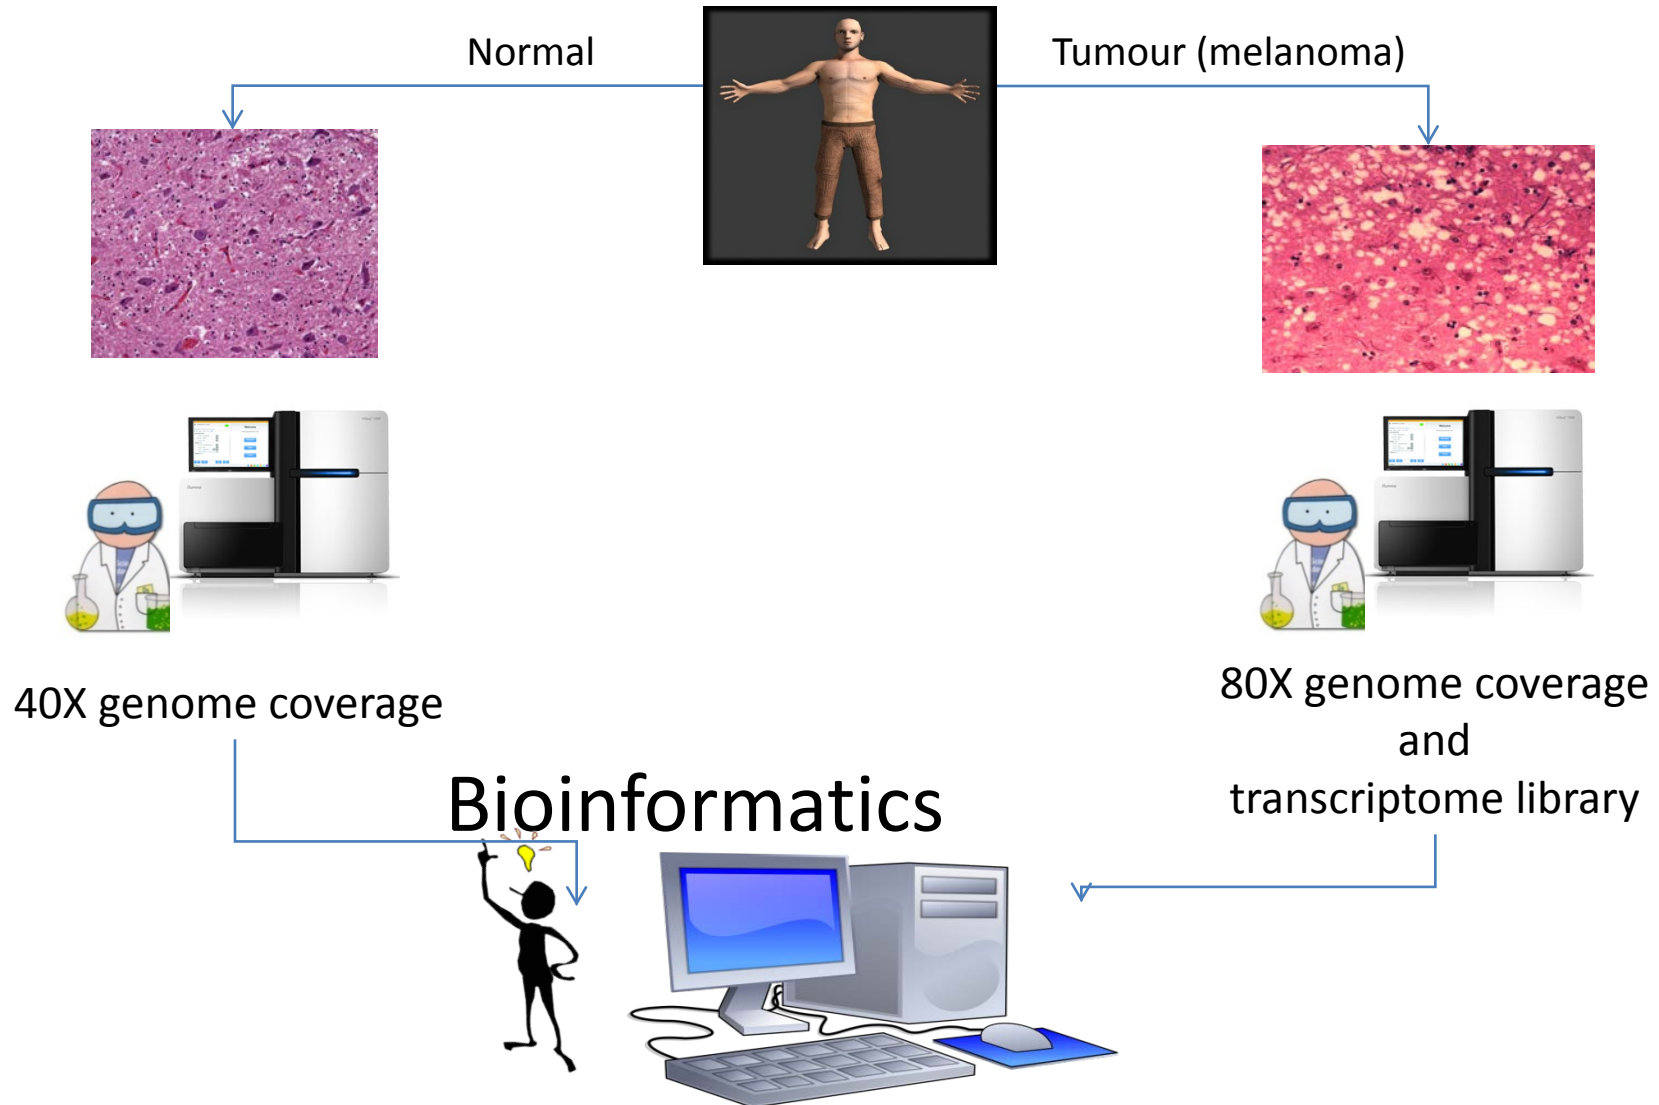 Normal
Tumour (melanoma)
40X genome coverage
80X genome coverage
and
transcriptome library
Bioinformatics